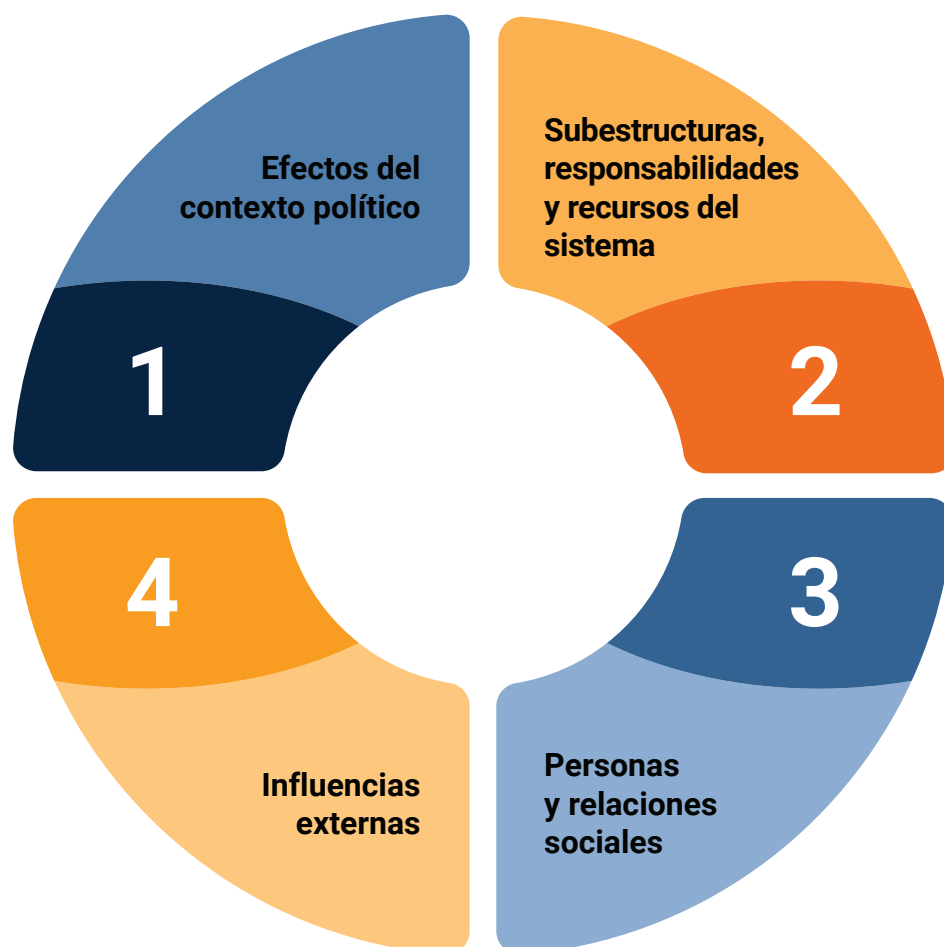 Efectos del
contexto político
1
Subestructuras,
responsabilidades
y recursos del
sistema
2
3
Personas
y relaciones
sociales
4
Influencias
externas